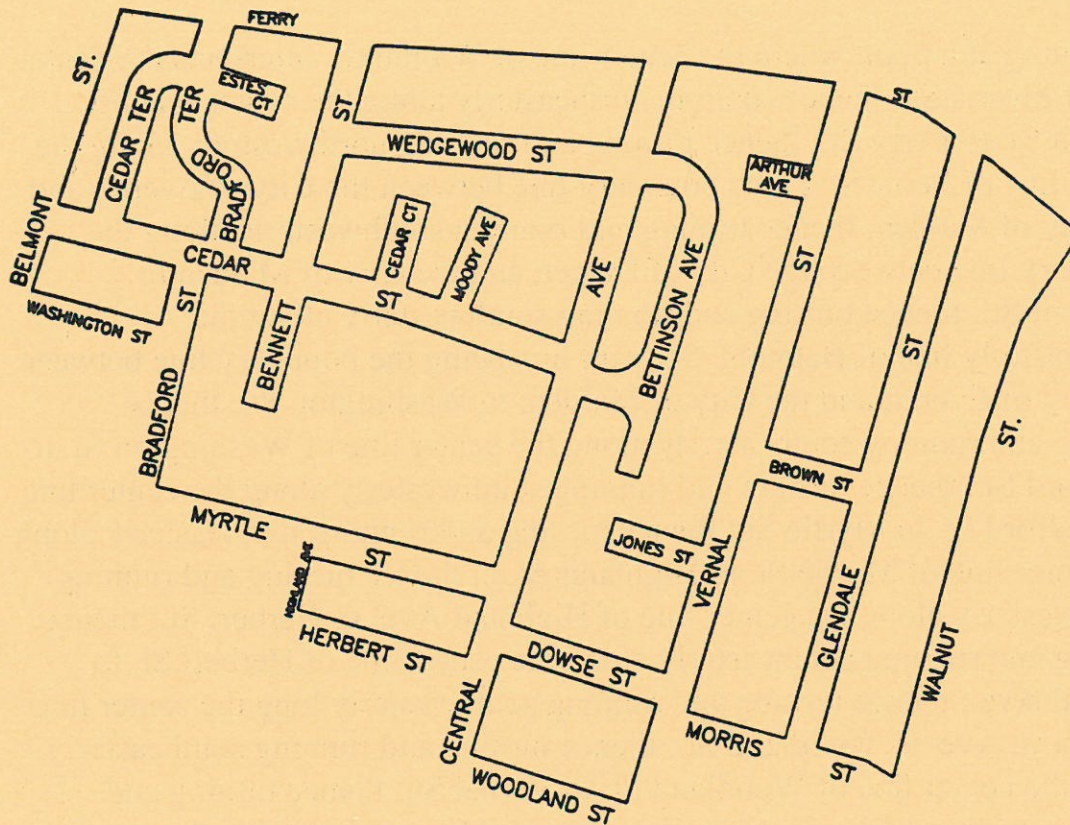 FERRY
ST
BELMONT
ST.
CEDAR TER
BRADFORD
TER
ESTES
CT
WEDGEWOOD ST
ARTHUR
AVE
ST
CEDAR
ST
CEDAR CT
MOODY AVE
CENTRAL
AVE
BETTINSON AVE
VERNAL
ST
GLENDALE
ST
WALNUT
ST.
WASHINGTON ST
BRADFORD
ST
BENNETT
BROWN ST
MYRTLE
ST
JONES ST
HIGHLAND AVE
HERBERT ST
DOWSE ST
MORRIS
ST
WOODLAND ST